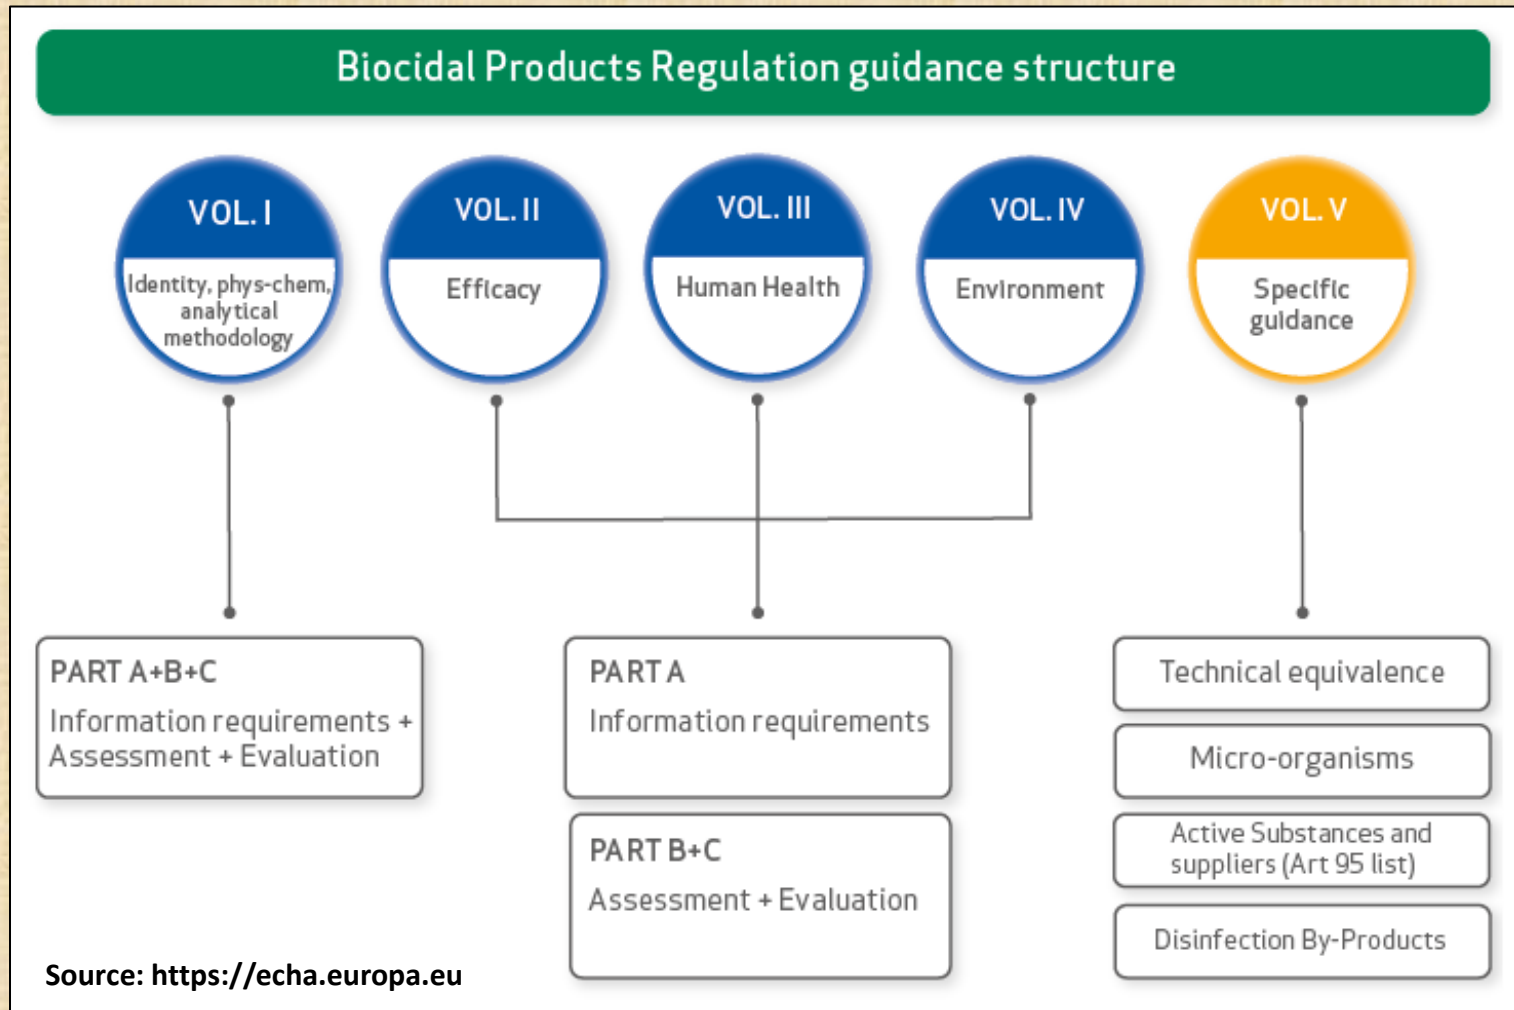 Biocidal Products Regulation guidance structure
VOL. I
Identity, phys-chem,
analytical
methodology
VOL. II
Efficacy
VOL. III
Human Health
VOL. IV
Environment
VOL. V
Specific
guidance
PART A+B+C
Information requirements +
Assessment + Evaluation
PART A
Information requirements
PART B+C
Assessment + Evaluation
Technical equivalence
Micro-organisms
Active Substances and
suppliers (Art 95 list)
Disinfection By-Products
Source: https://echa.europa.eu